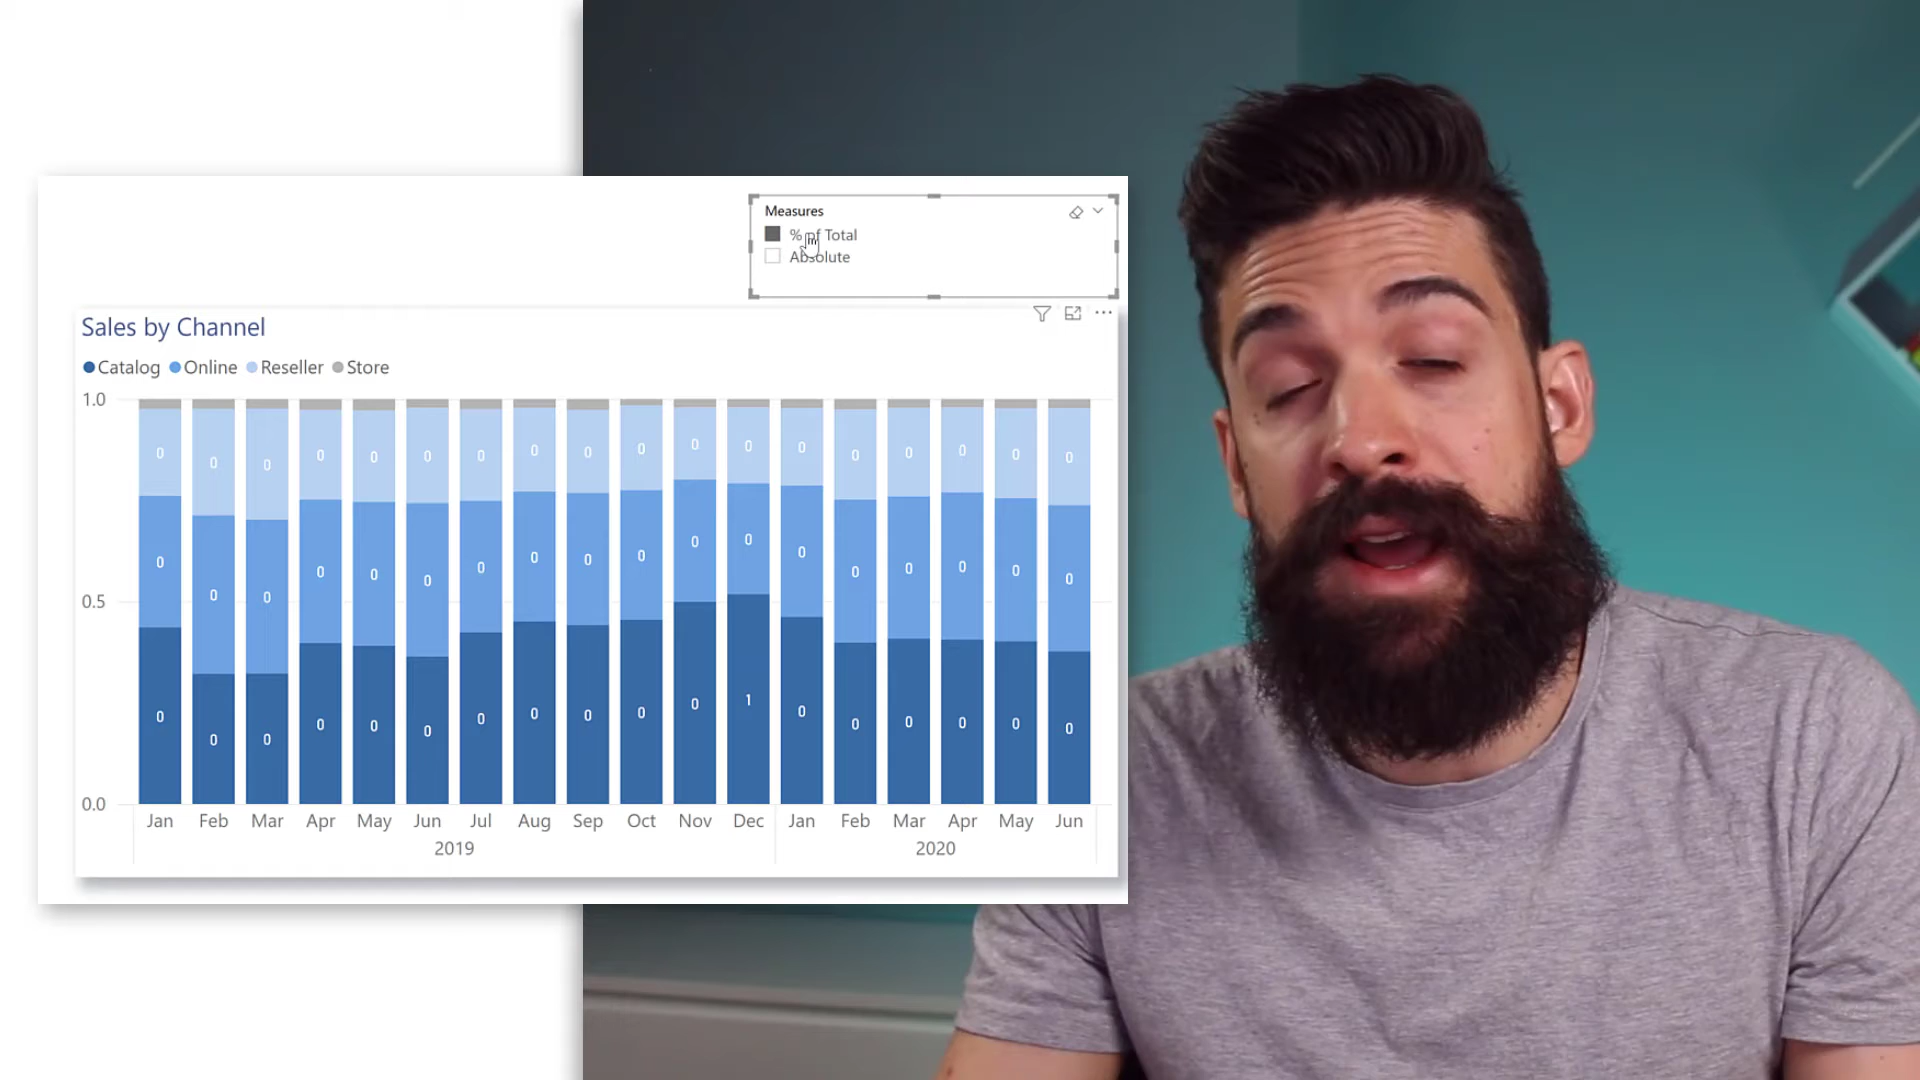 Measures
% of Total
Absolute
Sales by Channel
Catalog Online Reseller Store
1.0
0 0 0 0 0 0 0 0 0 0 0 0 0 0 0 0 0 0
0 0 0 0 0 0 0 0 0 0 0 0 0 0 0 0 0 0
0.5
0 0 0 0 0 0 0 0 0 0 0 1 0 0 0 0 0 0
0.0
Jan Feb Mar Apr May Jun Jul Aug Sep Oct Nov Dec Jan Feb Mar Apr May Jun
2019 2020